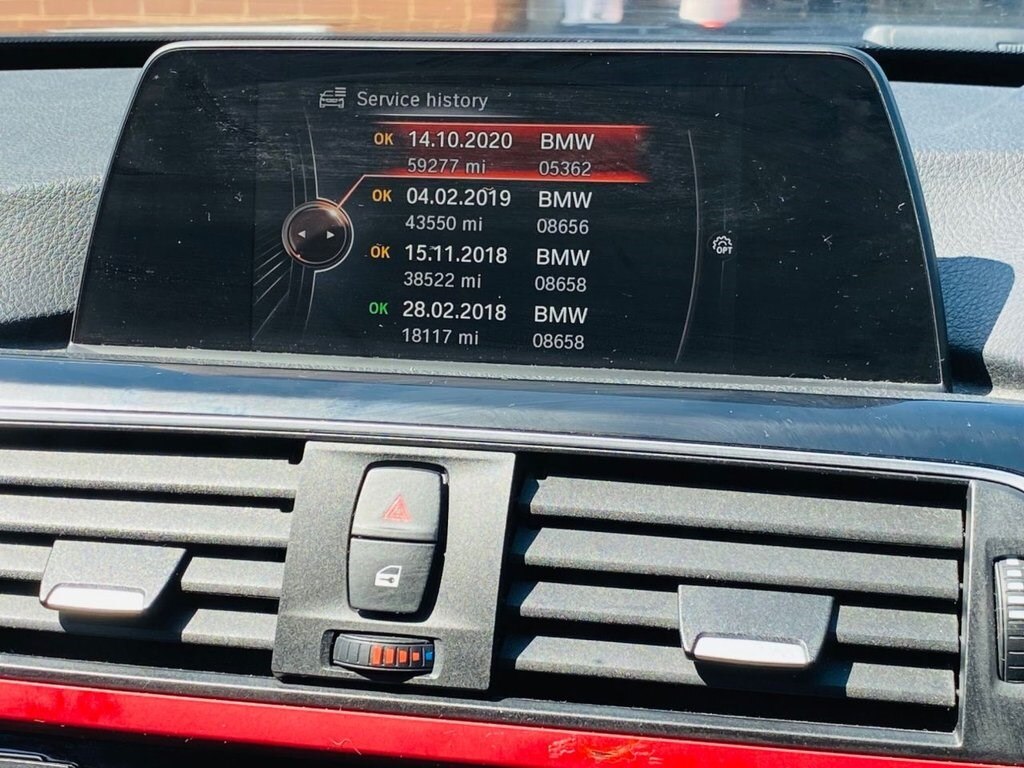 Service history
OK 14.10.2020 BMW
59277 mi 05362
OK 04.02.2019 BMW
43550 mi 08656
OK 15.11.2018 BMW
38522 mi 08658
OK 28.02.2018 BMW
18117 mi 08658
OPT